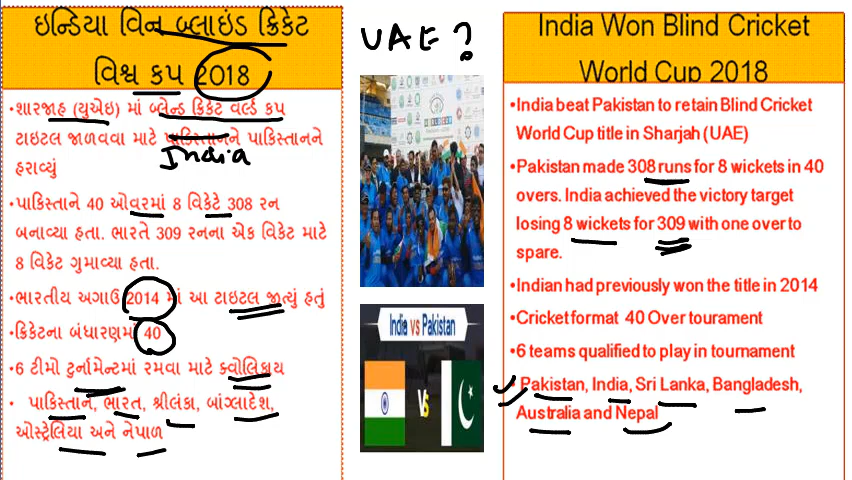 ઇન્ડિયા વિન બ્લાઇંડ ક્રિકેટ
વિશ્વ કપ 2018
•શારજાહ (યુએઇ) માં બ્લેન્ડ ક્રિકેટ વર્લ્ડ કપ
ટાઇટલ જાળવવા માટે પાકિસ્તાનને પાકિસ્તાનને
India
હરાવ્યું
•પાકિસ્તાને 40 ઓવરમાં 8 વિકેટે 308 રન
બનાવ્યા હતા. ભારતે 309 રનના એક વિકેટ માટે
8 વિકેટ ગુમાવ્યા હતા.
•ભારતીય અગાઉ 2014 માં આ ટાઇટલ જીત્યું હતું
•ક્રિકેટના બંધારણમાં 40
•6 ટીમો ટુર્નામેન્ટમાં રમવા માટે ક્વોલિફાય
• પાકિસ્તાન, ભારત, શ્રીલંકા, બાંગ્લાદેશ,
ઓસ્ટ્રેલિયા અને નેપાળ
UAE ?
India vs Pakistan
VS
India Won Blind Cricket
World Cup 2018
•India beat Pakistan to retain Blind Cricket
World Cup title in Sharjah (UAE)
•Pakistan made 308 runs for 8 wickets in 40
overs. India achieved the victory target
losing 8 wickets for 309 with one over to
spare.
•Indian had previously won the title in 2014
•Cricket format 40 Over tourament
•6 teams qualified to play in tournament
• Pakistan, India, Sri Lanka, Bangladesh,
Australia and Nepal